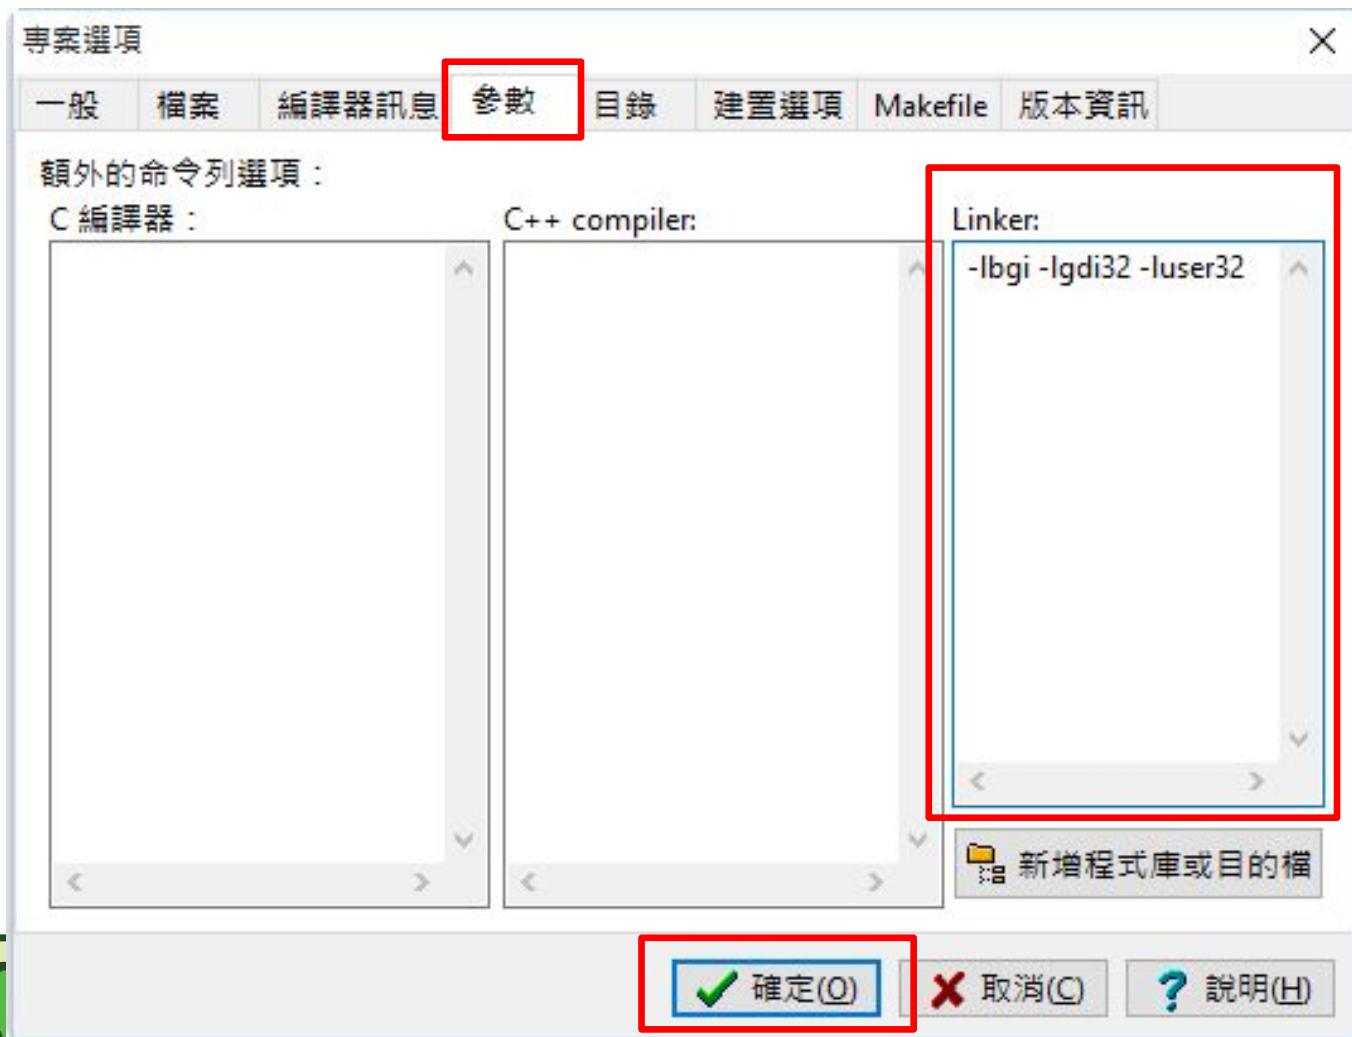 專案選項
一般 檔案 編譯器訊息 參數 目錄 建置選項 Makefile 版本資訊
額外的命令列選項：
C 編譯器： C++ compiler: Linker:
-lbgi -lgdi32 -luser32
新增程式庫或目的檔
確定(O) 取消(C) 說明(H)